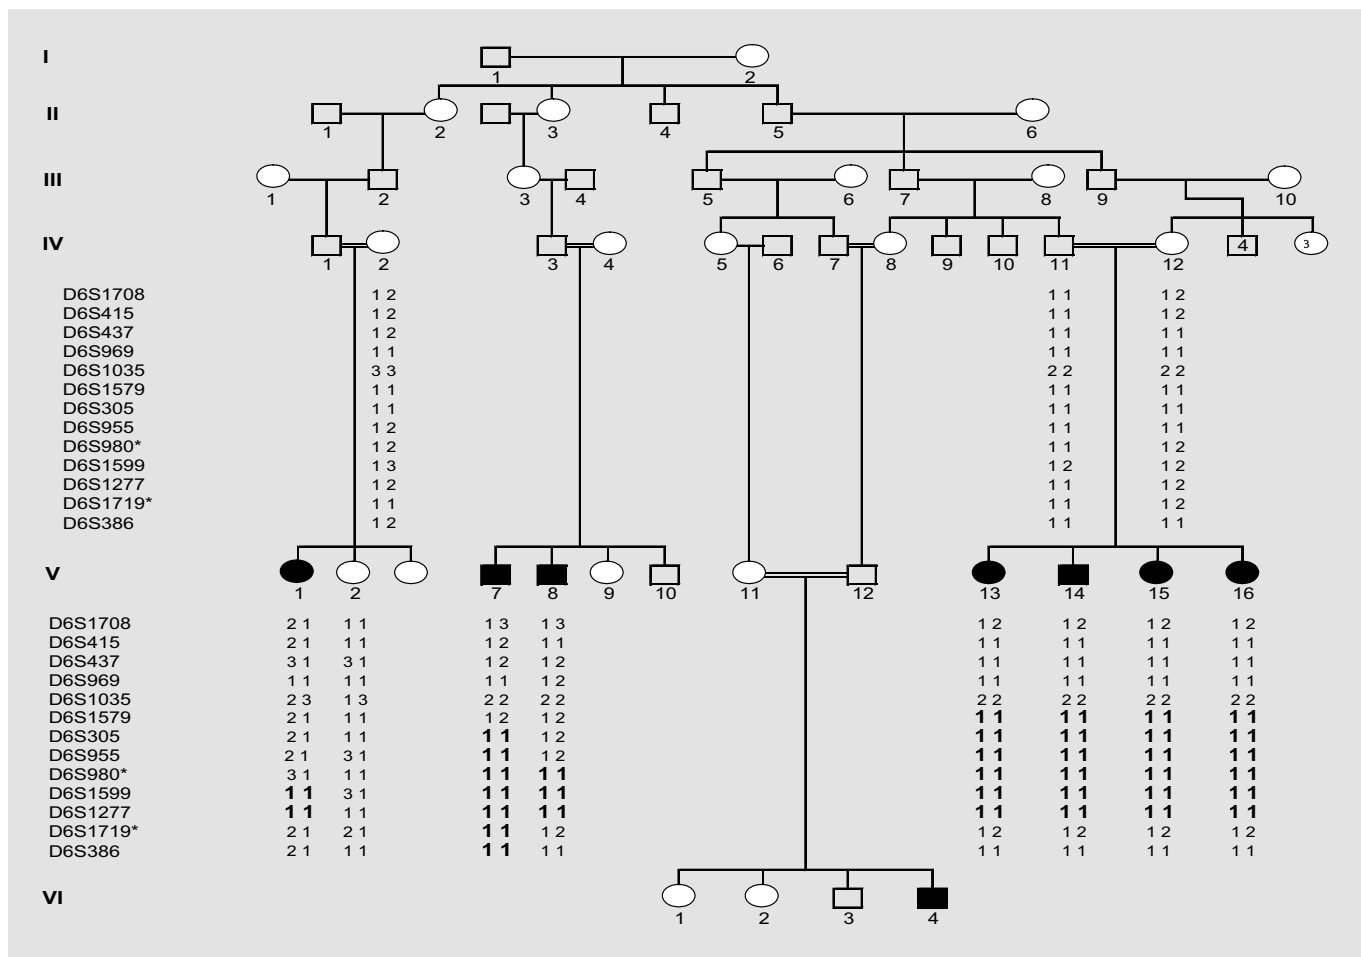 I
1 2
II
1 2 3 4 5 6
III
1 2 3 4 5 6 7 8 9 10
IV 4 3
1 2 3 4 5 6 7 8 9 10 11 12
D6S1708 1 2 1 1 1 2
D6S415 1 2 1 1 1 2
D6S437 1 2 1 1 1 1
D6S969 1 1 1 1 1 1
D6S1035 3 3 2 2 2 2
D6S1579 1 1 1 1 1 1
D6S305 1 1 1 1 1 1
D6S955 1 2 1 1 1 1
D6S980* 1 2 1 1 1 2
D6S1599 1 3 1 2 1 2
D6S1277 1 2 1 1 1 2
D6S1719* 1 1 1 1 1 2
D6S386 1 2 1 1 1 1
V
1 2 7 8 9 10 11 12 13 14 15 16
D6S1708 2 1 1 1 1 3 1 3 1 2 1 2 1 2 1 2
D6S415 2 1 1 1 1 2 1 1 1 1 1 1 1 1 1 1
D6S437 3 1 3 1 1 2 1 2 1 1 1 1 1 1 1 1
D6S969 1 1 1 1 1 1 1 2 1 1 1 1 1 1 1 1
D6S1035 2 3 1 3 2 2 2 2 2 2 2 2 2 2 2 2
D6S1579 2 1 1 1 1 2 1 2 1 1 1 1 1 1 1 1
D6S305 2 1 1 1 1 1 1 2 1 1 1 1 1 1 1 1
D6S955 2 1 3 1 1 1 1 2 1 1 1 1 1 1 1 1
D6S980* 3 1 1 1 1 1 1 1 1 1 1 1 1 1 1 1
D6S1599 1 1 3 1 1 1 1 1 1 1 1 1 1 1 1 1
D6S1277 1 1 1 1 1 1 1 1 1 1 1 1 1 1 1 1
D6S1719* 2 1 2 1 1 1 1 2 1 2 1 2 1 2 1 2
D6S386 2 1 1 1 1 1 1 1 1 1 1 1 1 1 1 1
VI
1 2 3 4